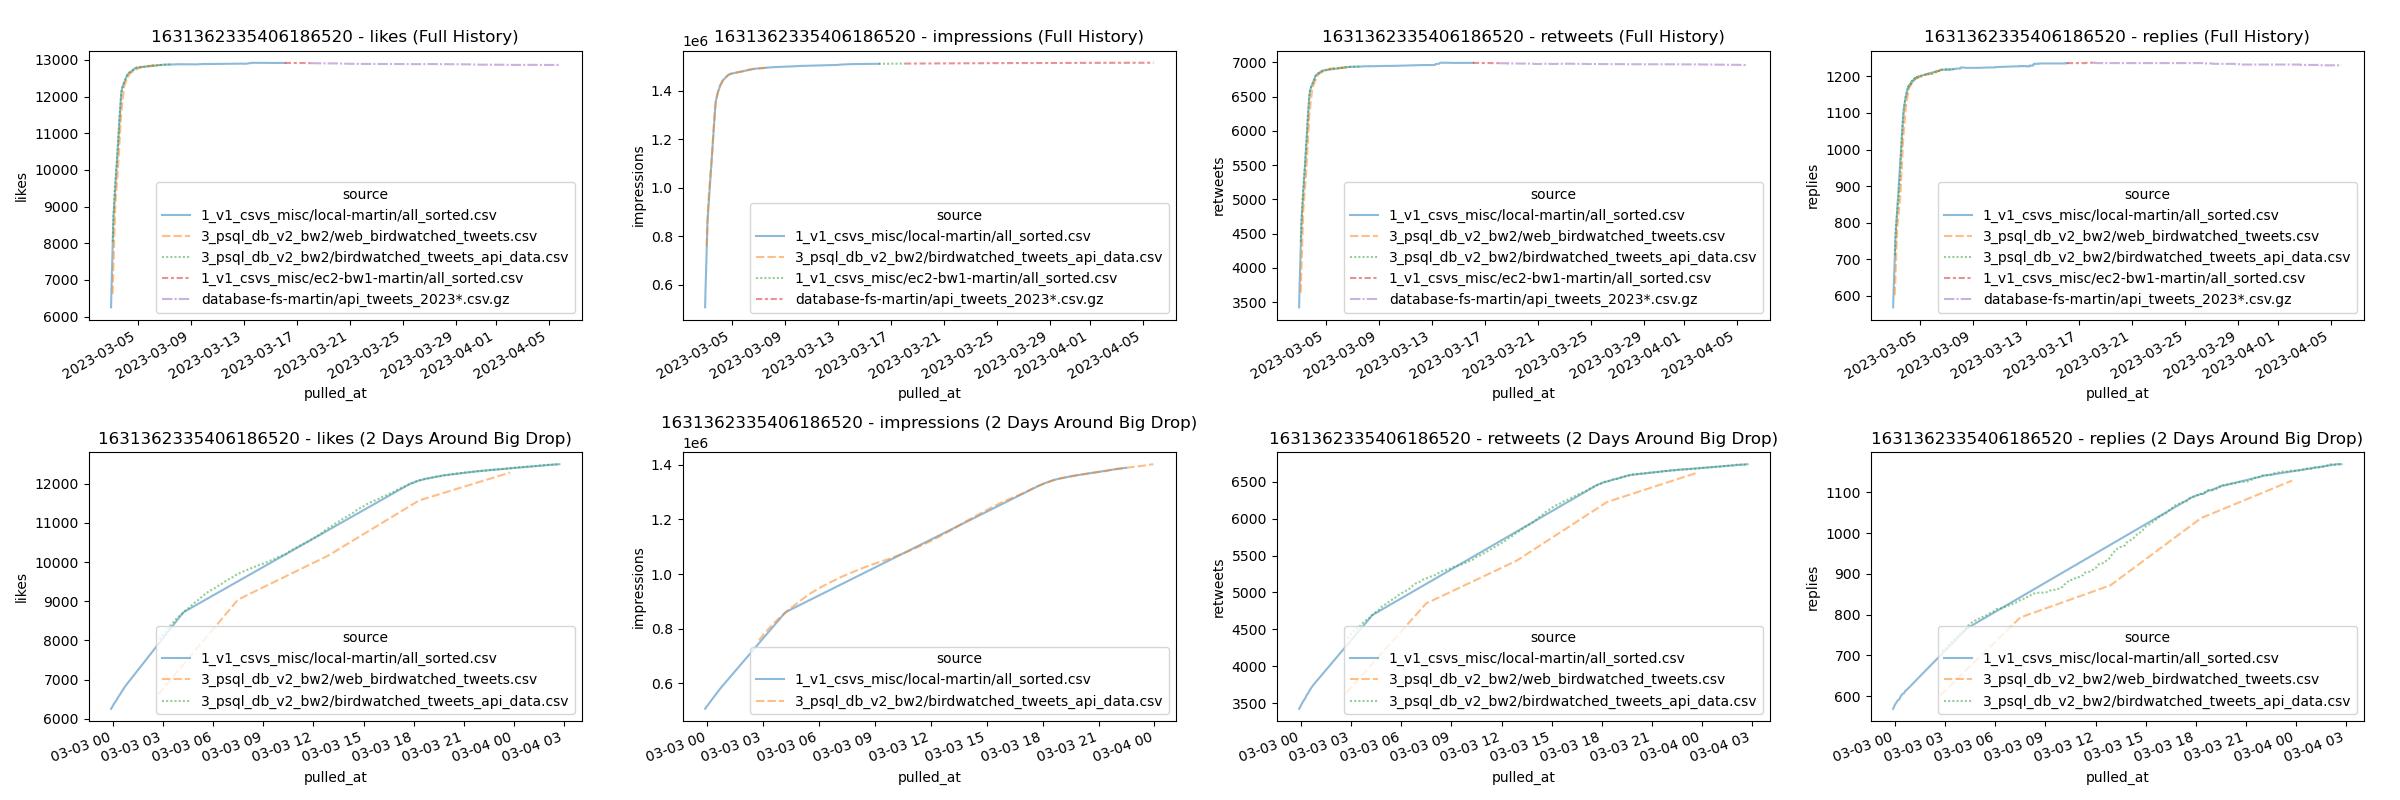 1631362335406186520 - likes (Full History)
13000
12000
11000
10000
9000
8000
7000
6000
likes
source
1_v1_csvs_misc/local-martin/all_sorted.csv
3_psql_db_v2_bw2/web_birdwatched_tweets.csv
3_psql_db_v2_bw2/birdwatched_tweets_api_data.csv
1_v1_csvs_misc/ec2-bw1-martin/all_sorted.csv
database-fs-martin/api_tweets_2023*.csv.gz
2023-03-05
2023-03-09
2023-03-13
2023-03-17
2023-03-21
2023-03-25
2023-03-29
2023-04-01
2023-04-05
pulled_at
1631362335406186520 - impressions (Full History)
1e6
1.4
1.2
1.0
0.8
0.6
impressions
source
1_v1_csvs_misc/local-martin/all_sorted.csv
3_psql_db_v2_bw2/birdwatched_tweets_api_data.csv
1_v1_csvs_misc/ec2-bw1-martin/all_sorted.csv
database-fs-martin/api_tweets_2023*.csv.gz
2023-03-05
2023-03-09
2023-03-13
2023-03-17
2023-03-21
2023-03-25
2023-03-29
2023-04-01
2023-04-05
pulled_at
1631362335406186520 - retweets (Full History)
7000
6500
6000
5500
5000
4500
4000
3500
retweets
source
1_v1_csvs_misc/local-martin/all_sorted.csv
3_psql_db_v2_bw2/web_birdwatched_tweets.csv
3_psql_db_v2_bw2/birdwatched_tweets_api_data.csv
1_v1_csvs_misc/ec2-bw1-martin/all_sorted.csv
database-fs-martin/api_tweets_2023*.csv.gz
2023-03-05
2023-03-09
2023-03-13
2023-03-17
2023-03-21
2023-03-25
2023-03-29
2023-04-01
2023-04-05
pulled_at
1631362335406186520 - replies (Full History)
1200
1100
1000
900
800
700
600
replies
source
1_v1_csvs_misc/local-martin/all_sorted.csv
3_psql_db_v2_bw2/web_birdwatched_tweets.csv
3_psql_db_v2_bw2/birdwatched_tweets_api_data.csv
1_v1_csvs_misc/ec2-bw1-martin/all_sorted.csv
database-fs-martin/api_tweets_2023*.csv.gz
2023-03-05
2023-03-09
2023-03-13
2023-03-17
2023-03-21
2023-03-25
2023-03-29
2023-04-01
2023-04-05
pulled_at
1631362335406186520 - likes (2 Days Around Big Drop)
12000
11000
10000
9000
8000
7000
6000
likes
source
1_v1_csvs_misc/local-martin/all_sorted.csv
3_psql_db_v2_bw2/web_birdwatched_tweets.csv
3_psql_db_v2_bw2/birdwatched_tweets_api_data.csv
03-03 00
03-03 03
03-03 06
03-03 09
03-03 12
03-03 15
03-03 18
03-03 21
03-04 00
03-04 03
pulled_at
1631362335406186520 - impressions (2 Days Around Big Drop)
1e6
1.4
1.2
1.0
0.8
0.6
impressions
source
1_v1_csvs_misc/local-martin/all_sorted.csv
3_psql_db_v2_bw2/birdwatched_tweets_api_data.csv
03-03 00
03-03 03
03-03 06
03-03 09
03-03 12
03-03 15
03-03 18
03-03 21
03-04 00
pulled_at
1631362335406186520 - retweets (2 Days Around Big Drop)
6500
6000
5500
5000
4500
4000
3500
retweets
source
1_v1_csvs_misc/local-martin/all_sorted.csv
3_psql_db_v2_bw2/web_birdwatched_tweets.csv
3_psql_db_v2_bw2/birdwatched_tweets_api_data.csv
03-03 00
03-03 03
03-03 06
03-03 09
03-03 12
03-03 15
03-03 18
03-03 21
03-04 00
03-04 03
pulled_at
1631362335406186520 - replies (2 Days Around Big Drop)
1100
1000
900
800
700
600
replies
source
1_v1_csvs_misc/local-martin/all_sorted.csv
3_psql_db_v2_bw2/web_birdwatched_tweets.csv
3_psql_db_v2_bw2/birdwatched_tweets_api_data.csv
03-03 00
03-03 03
03-03 06
03-03 09
03-03 12
03-03 15
03-03 18
03-03 21
03-04 00
03-04 03
pulled_at